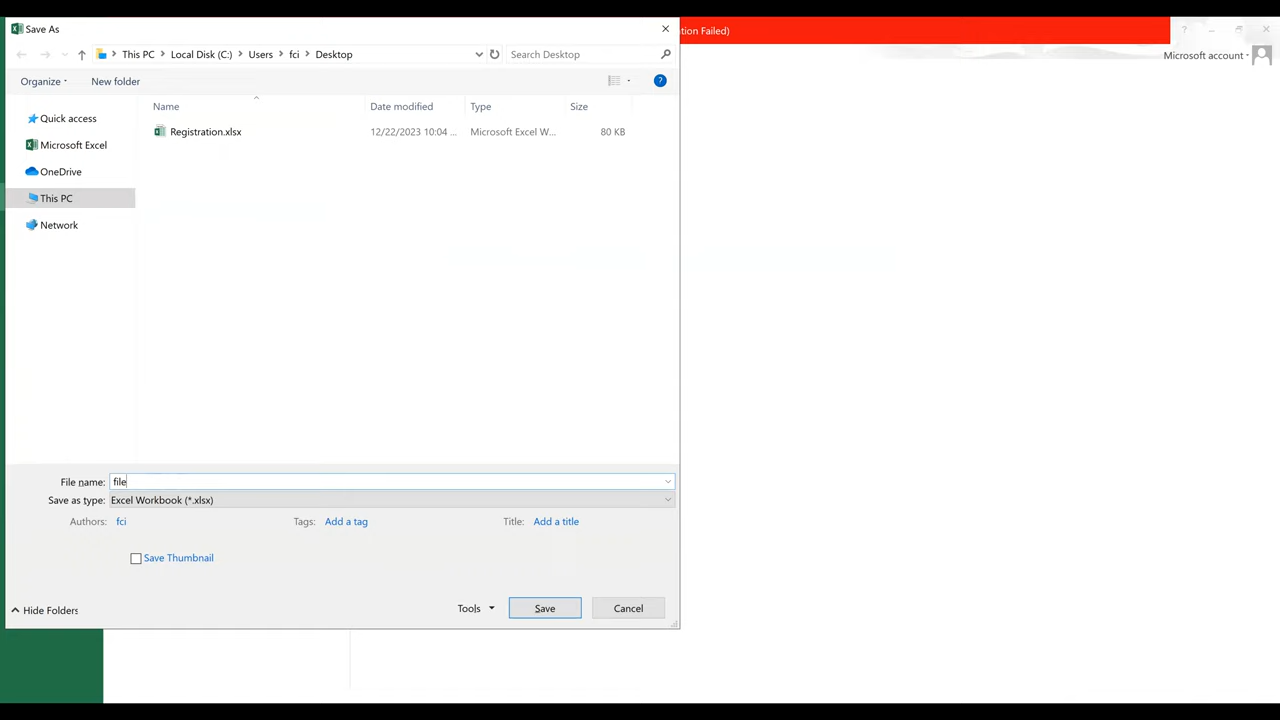 Save As
tion Failed)
?
Microsoft account
This PC
Local Disk (C:)
Users
fci
Desktop
Search Desktop
Organize
New folder
?
Name
Date modified
Type
Size
Quick access
Microsoft Excel
OneDrive
This PC
Network
Registration.xlsx
12/22/2023 10:04 ...
Microsoft Excel W...
80 KB
File name: file
Save as type: Excel Workbook (*.xlsx)
Authors: fci
Tags: Add a tag
Title: Add a title
Save Thumbnail
Hide Folders
Tools
Save
Cancel